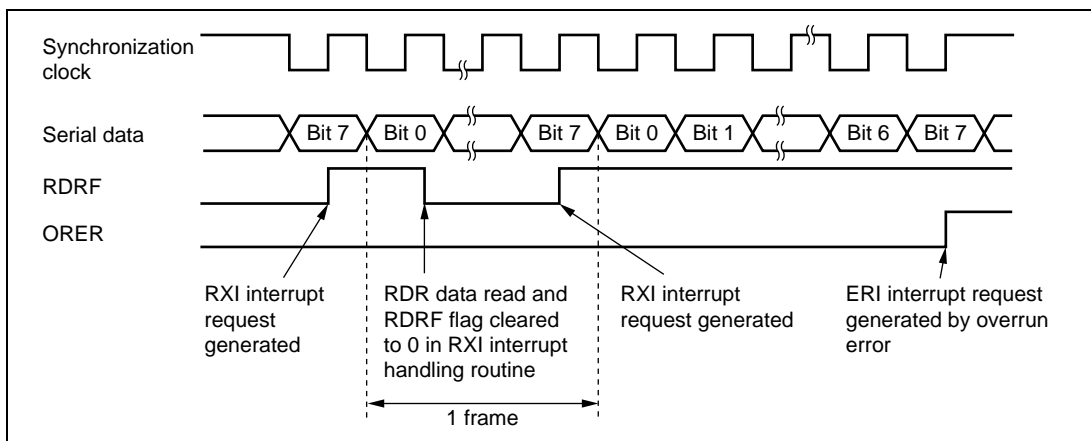 Synchronization
clock
Serial data
Bit 7
Bit 0
Bit 7
Bit 0
Bit 1
Bit 6
Bit 7
RDRF
ORER
RXI interrupt
request
generated
RDR data read and
RDRF flag cleared
to 0 in RXI interrupt
handling routine
RXI interrupt
request generated
ERI interrupt request
generated by overrun
error
1 frame